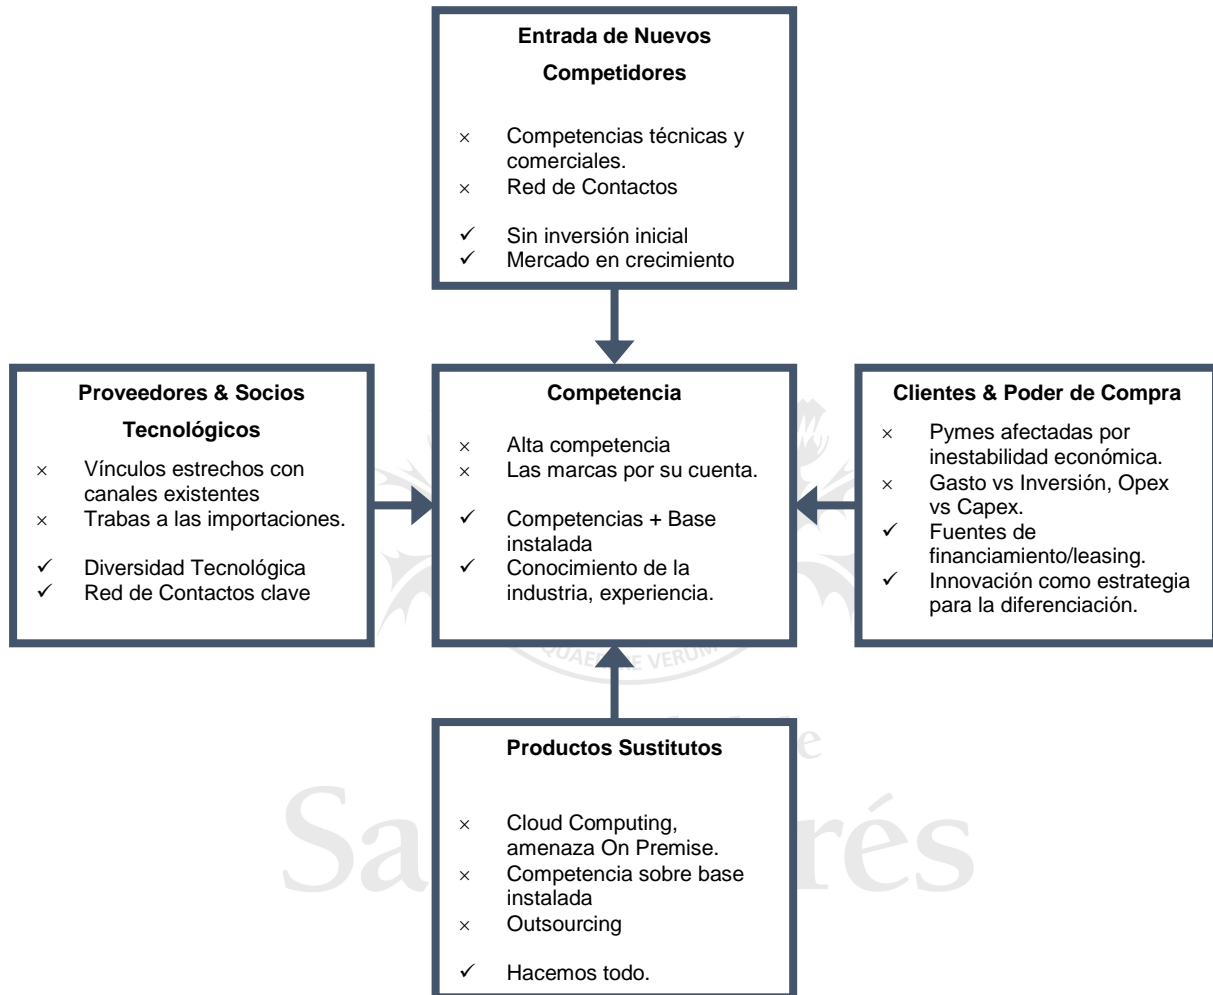 Entrada de Nuevos
Competidores
× Competencias técnicas y
comerciales.
× Red de Contactos
✓ Sin inversión inicial
✓ Mercado en crecimiento
Proveedores & Socios
Tecnológicos
× Vínculos estrechos con
canales existentes
× Trabas a las importaciones.
✓ Diversidad Tecnológica
✓ Red de Contactos clave
Competencia
× Alta competencia
× Las marcas por su cuenta.
✓ Competencias + Base
instalada
✓ Conocimiento de la
industria, experiencia.
Clientes & Poder de Compra
× Pymes afectadas por
inestabilidad económica.
× Gasto vs Inversión, Opex
vs Capex.
✓ Fuentes de
financiamiento/leasing.
✓ Innovación como estrategia
para la diferenciación.
Productos Sustitutos
× Cloud Computing,
amenaza On Premise.
× Competencia sobre base
instalada
× Outsourcing
✓ Hacemos todo.